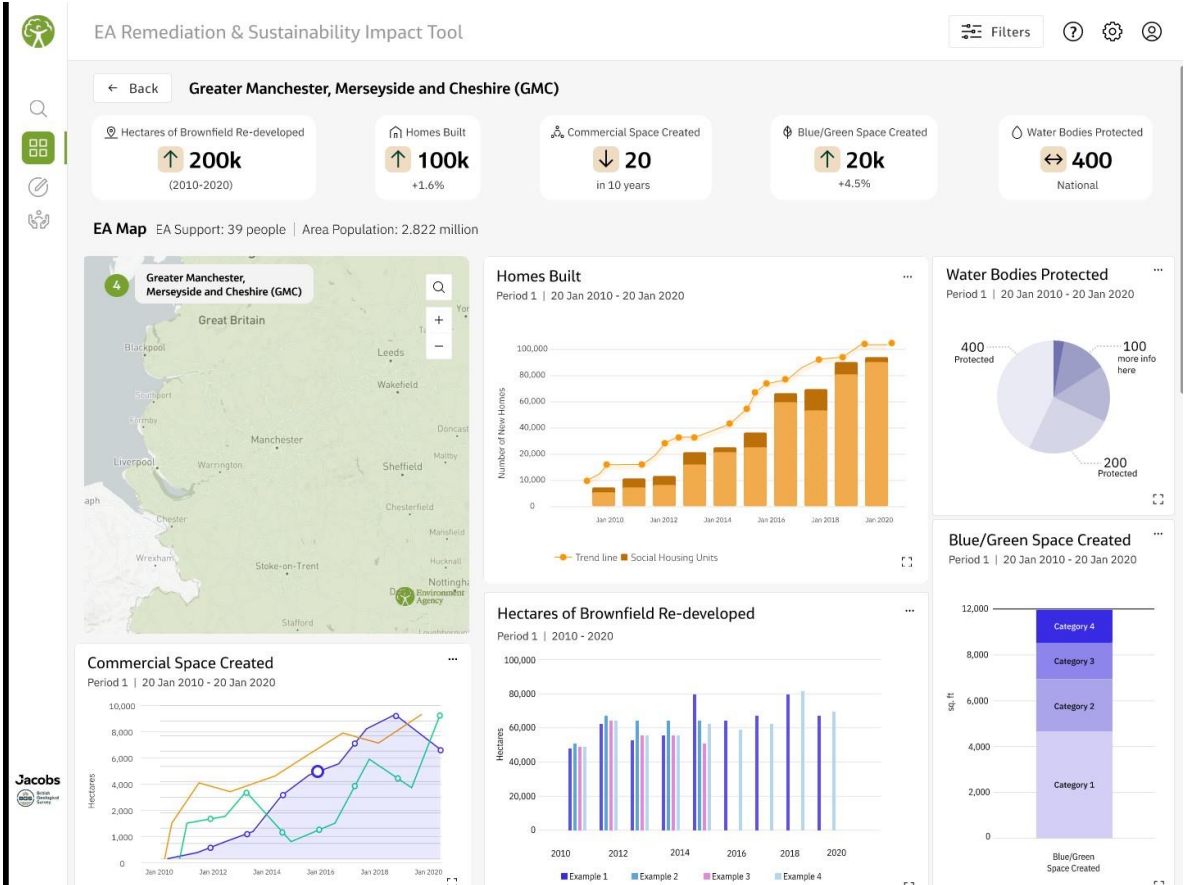 EA Remediation & Sustainability Impact Tool
Filters
Back
Greater Manchester, Merseyside and Cheshire (GMC)
Hectares of Brownfield Re-developed
200k
(2010-2020)
Homes Built
100k
+1.6%
Commercial Space Created
20
in 10 years
Blue/Green Space Created
20k
+4.5%
Water Bodies Protected
400
National
EA Map EA Support: 39 people | Area Population: 2.822 million
4
Greater Manchester,
Merseyside and Cheshire (GMC)
Great Britain
Blackpool
Leeds
Wakefield
Southport
Formby
Manchester
Doncast
Liverpool
Warrington
Sheffield
Maltby
aph
Chester
Chesterfield
Mansfield
Wrexham
Stoke-on-Trent
Hucknall
Nottingha
Environment
Agency
Stafford
Loughborough
Homes Built
Period 1 | 20 Jan 2010 - 20 Jan 2020
Number of New Homes
100,000
80,000
60,000
40,000
20,000
10,000
0
Jan 2010 Jan 2012 Jan 2014 Jan 2016 Jan 2018 Jan 2020
Trend line Social Housing Units
Water Bodies Protected
Period 1 | 20 Jan 2010 - 20 Jan 2020
400
Protected
100
more info
here
200
Protected
Commercial Space Created
Period 1 | 20 Jan 2010 - 20 Jan 2020
Hectares
10,000
8,000
6,000
4,000
2,000
1,000
0
Jan 2010 Jan 2012 Jan 2014 Jan 2016 Jan 2018 Jan 2020
Hectares of Brownfield Re-developed
Period 1 | 2010 - 2020
Hectares
100,000
80,000
60,000
40,000
20,000
0
2010 2012 2014 2016 2018 2020
Example 1 Example 2 Example 3 Example 4
Blue/Green Space Created
Period 1 | 20 Jan 2010 - 20 Jan 2020
sq. ft
12,000
8,000
6,000
4,000
2,000
0
Category 4
Category 3
Category 2
Category 1
Blue/Green
Space Created
Jacobs
BGS
British
Geological
Survey